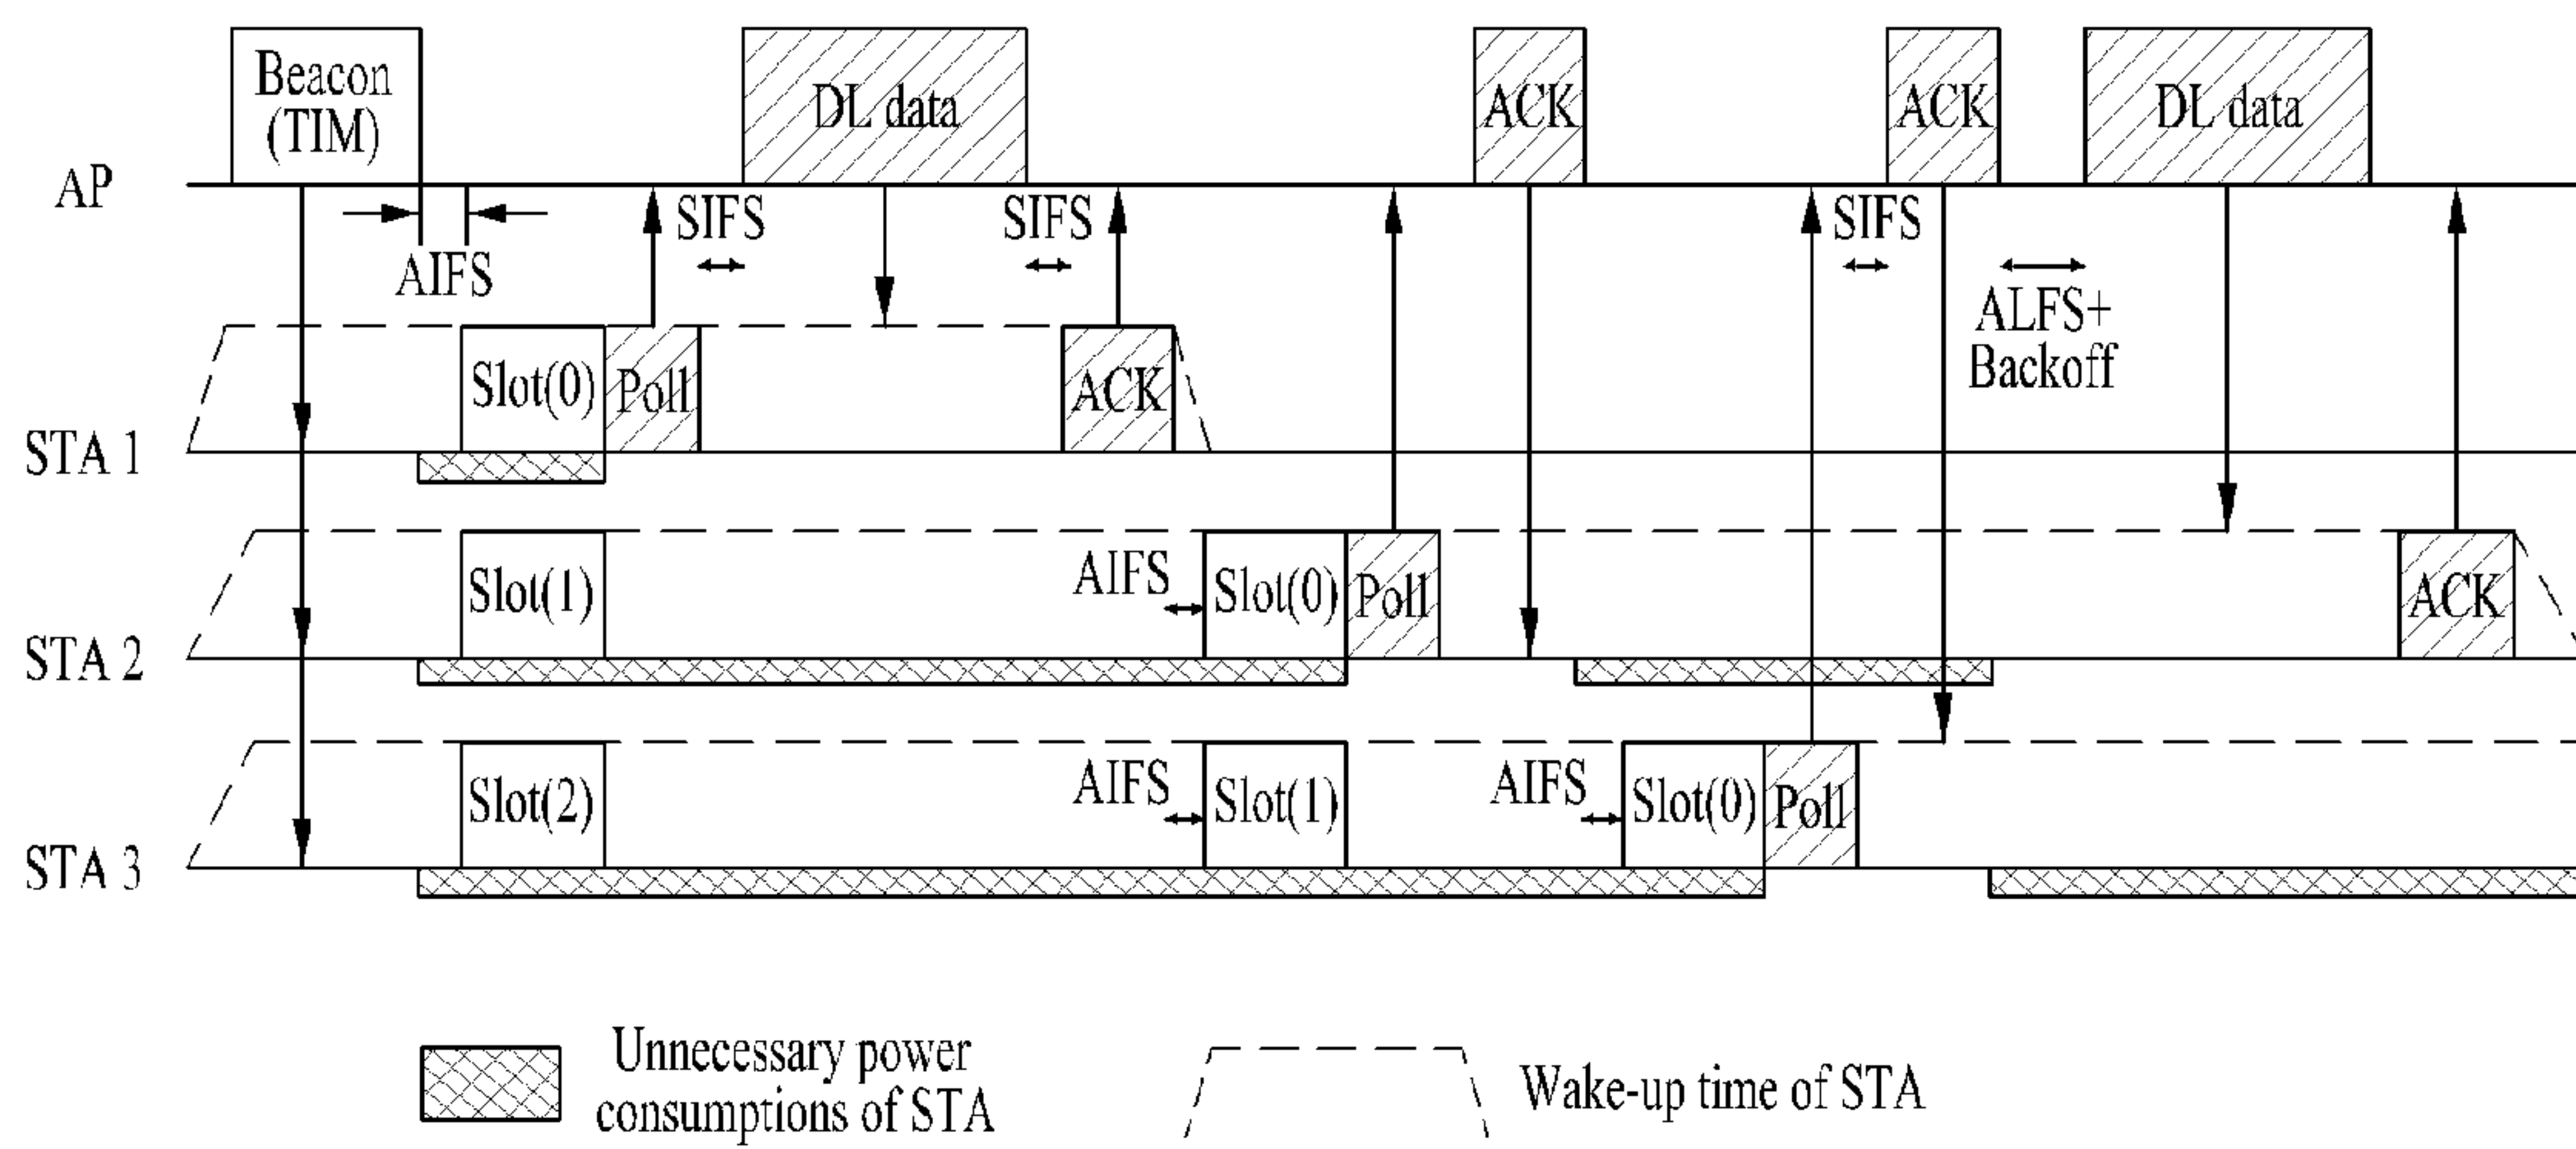 Beacon
(TIM)
DL data
ACK
ACK
DL data
AP
SIFS
SIFS
SIFS
AIFS
ALFS+
Backoff
Slot(0)
Poll
ACK
STA 1
Slot(1)
AIFS
Slot(0)
Poll
ACK
STA 2
Slot(2)
AIFS
Slot(1)
AIFS
Slot(0)
Poll
STA 3
Unnecessary power
consumptions of STA
Wake-up time of STA